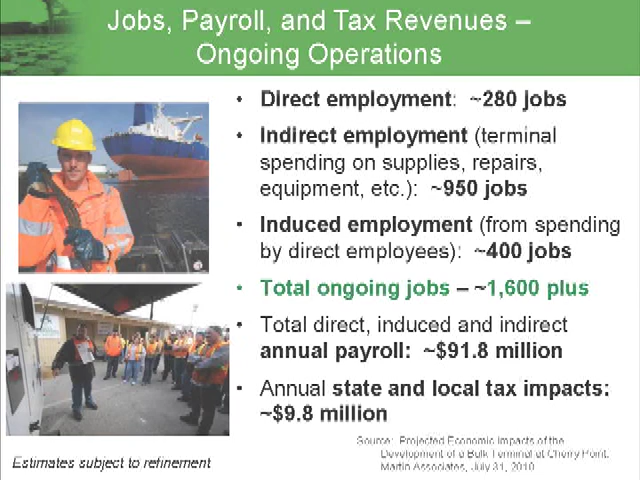 Jobs, Payroll, and Tax Revenues –
Ongoing Operations
• Direct employment: ~280 jobs
• Indirect employment (terminal
spending on supplies, repairs,
equipment, etc.): ~950 jobs
• Induced employment (from spending
by direct employees): ~400 jobs
• Total ongoing jobs – ~1,600 plus
• Total direct, induced and indirect
annual payroll: ~$91.8 million
• Annual state and local tax impacts:
~$9.8 million
Source: Projected Economic Impacts of the
Development of a Bulk Terminal at Cherry Point.
Martin Associates, July 31, 2010
Estimates subject to refinement